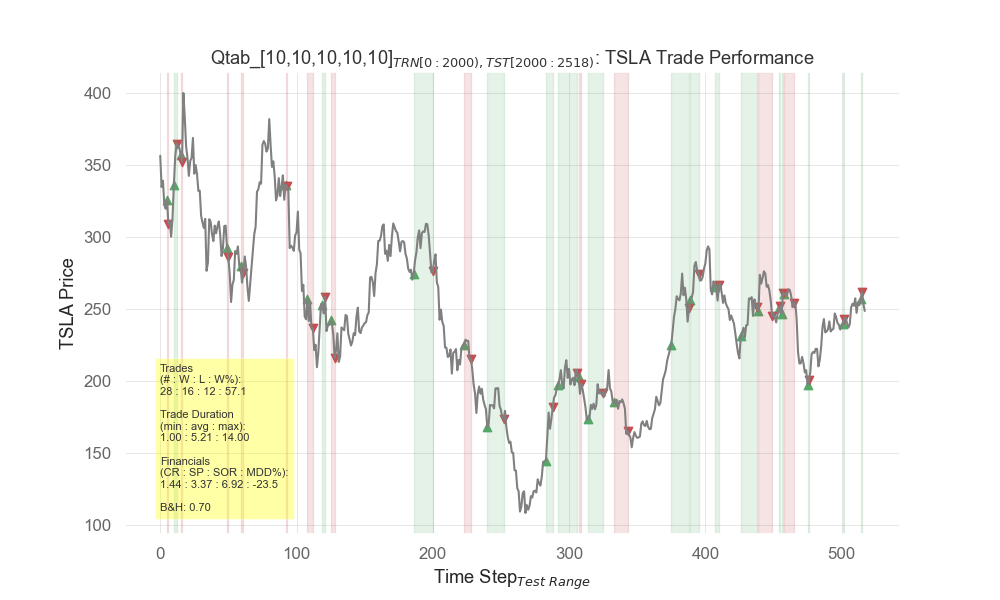 Qtab_[10,10,10,10,10]TRN[0 : 2000), TST[2000 : 2518): TSLA Trade Performance
TSLA Price
400
350
300
250
200
150
100
Trades
(# : W : L : W%):
28 : 16 : 12 : 57.1
Trade Duration
(min : avg : max):
1.00 : 5.21 : 14.00
Financials
(CR : SP : SOR : MDD%):
1.44 : 3.37 : 6.92 : -23.5
B&H: 0.70
0 100 200 300 400 500
Time StepTest Range